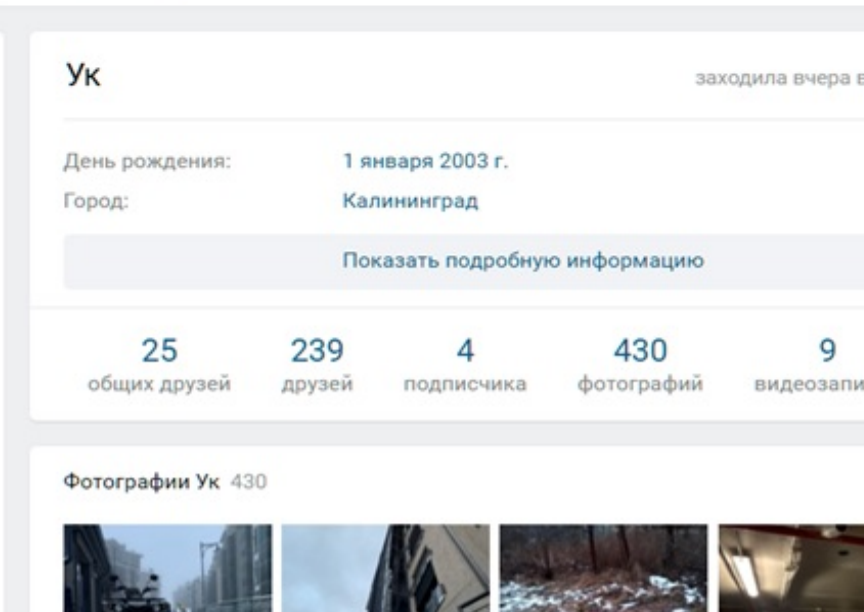 Ук
заходила вчера в
День рождения: 1 января 2003 г.
Город: Калининград
Показать подробную информацию
25 239 4 430 9
общих друзей друзей подписчика фотографий видеозапи
Фотографии Ук 430